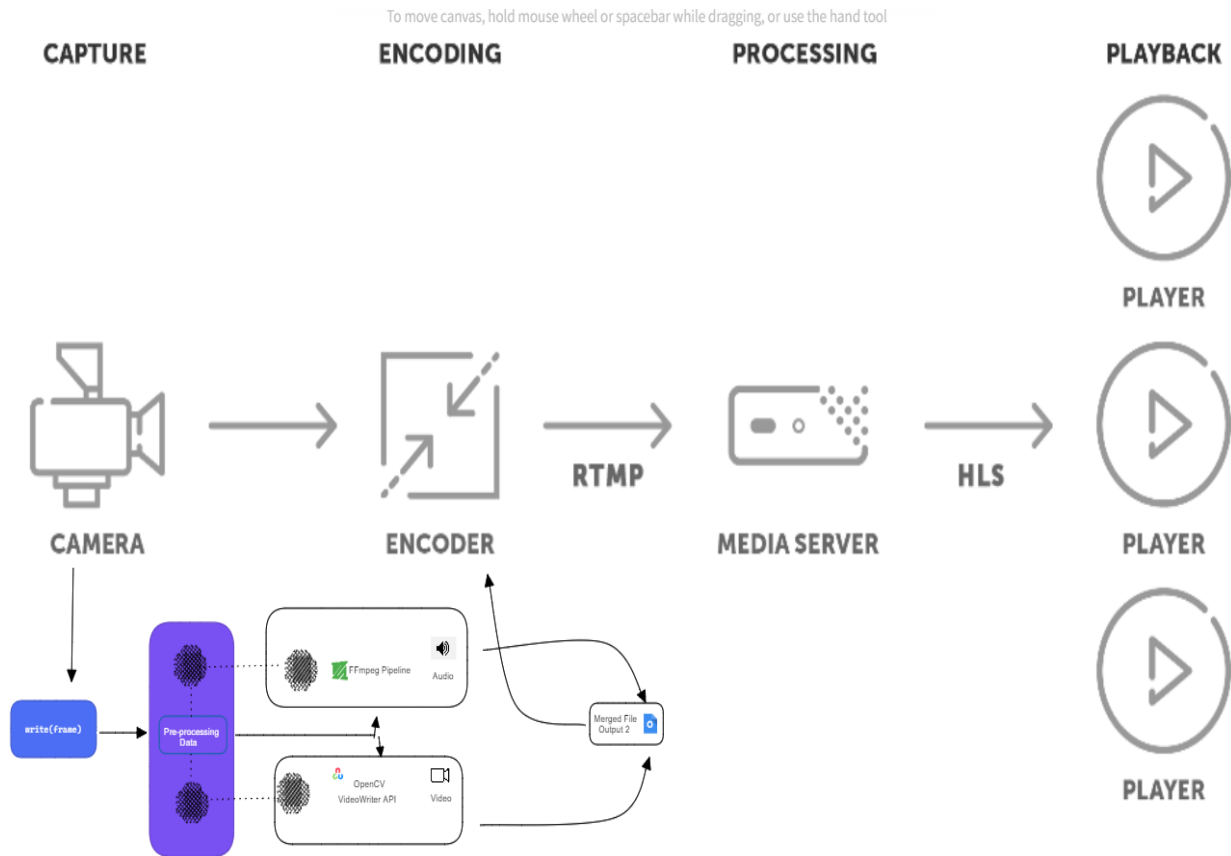 To move canvas, hold mouse wheel or spacebar while dragging, or use the hand tool
CAPTURE
ENCODING
PROCESSING
PLAYBACK
PLAYER
RTMP
HLS
CAMERA
ENCODER
MEDIA SERVER
PLAYER
FFmpeg Pipeline
Audio
write(frame)
Pre-processing
Data
Merged File
Output 2
OpenCV
VideoWriter API
Video
PLAYER